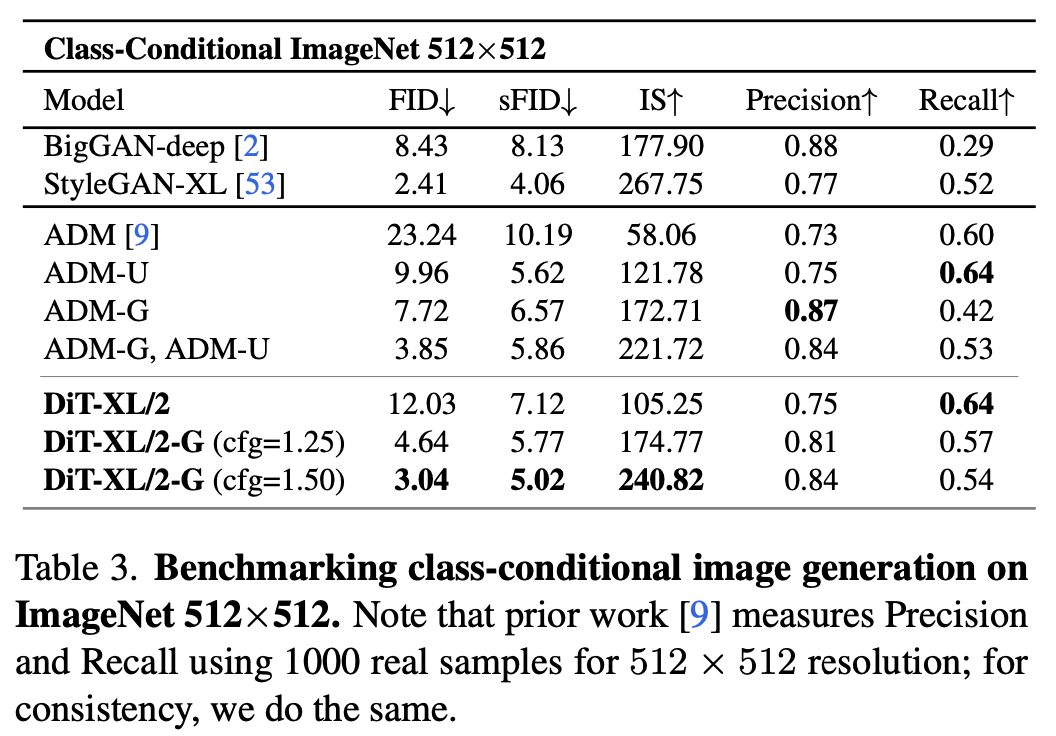 Class-Conditional ImageNet 512×512
Model FID↓ sFID↓ IS↑ Precision↑ Recall↑
BigGAN-deep [2] 8.43 8.13 177.90 0.88 0.29
StyleGAN-XL [53] 2.41 4.06 267.75 0.77 0.52
ADM [9] 23.24 10.19 58.06 0.73 0.60
ADM-U 9.96 5.62 121.78 0.75 0.64
ADM-G 7.72 6.57 172.71 0.87 0.42
ADM-G, ADM-U 3.85 5.86 221.72 0.84 0.53
DiT-XL/2 12.03 7.12 105.25 0.75 0.64
DiT-XL/2-G (cfg=1.25) 4.64 5.77 174.77 0.81 0.57
DiT-XL/2-G (cfg=1.50) 3.04 5.02 240.82 0.84 0.54
Table 3. Benchmarking class-conditional image generation on
ImageNet 512×512. Note that prior work [9] measures Precision
and Recall using 1000 real samples for 512 × 512 resolution; for
consistency, we do the same.